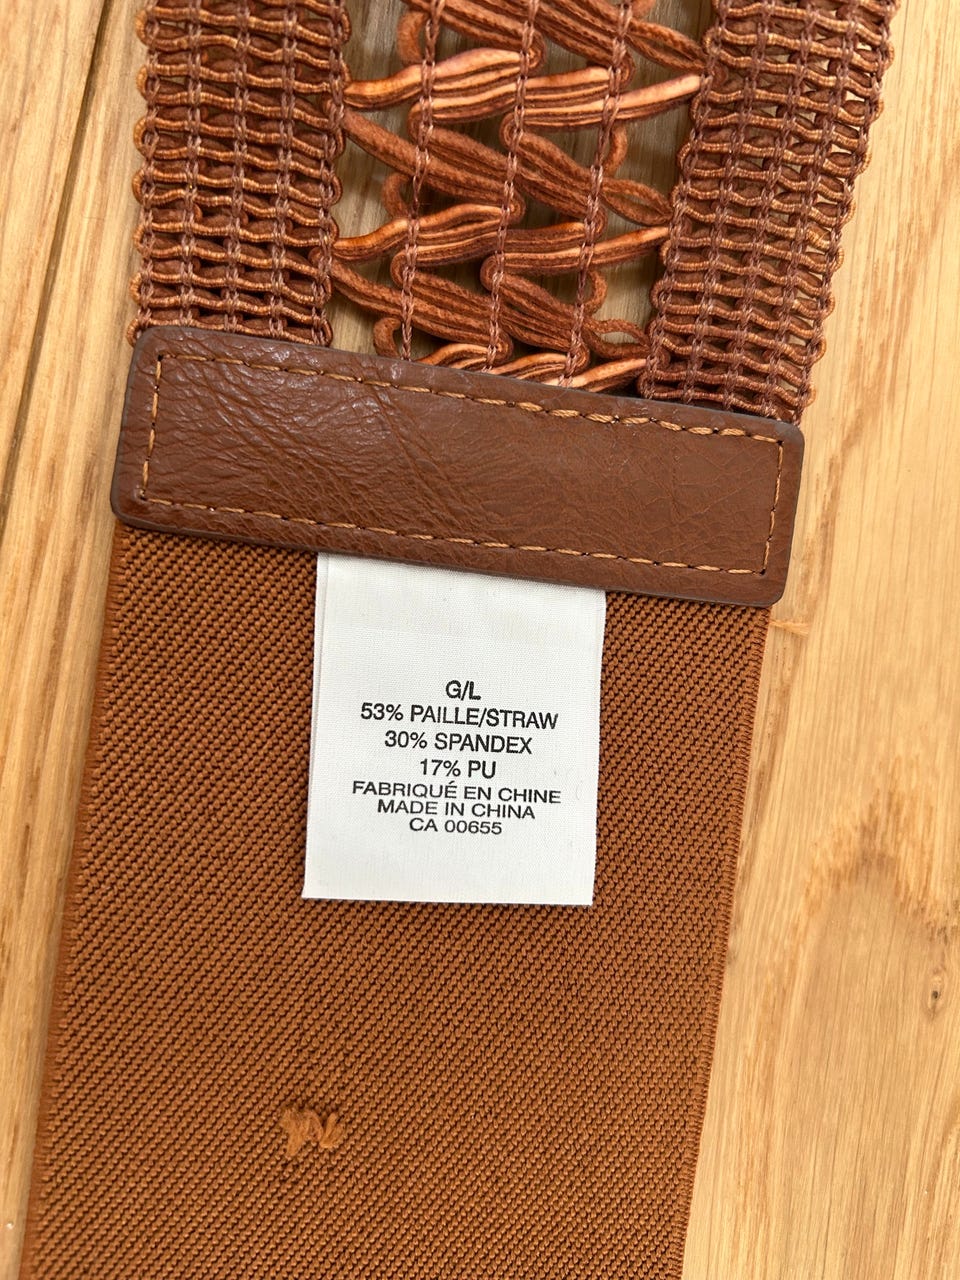 G/L
53% PAILLE/STRAW
30% SPANDEX
17% PU
FABRIQUÉ EN CHINE
MADE IN CHINA
CA 00655